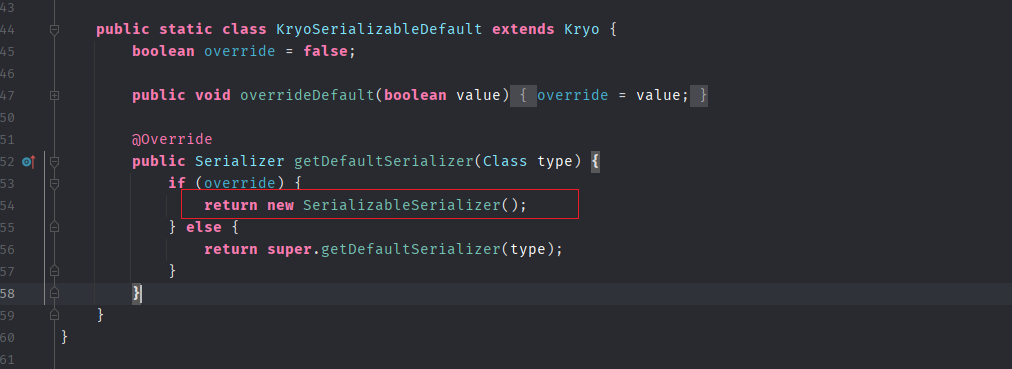 43
44 public static class KryoSerializableDefault extends Kryo {
45 boolean override = false;
46
47 public void overrideDefault(boolean value) { override = value; }
50
51 @Override
52 public Serializer getDefaultSerializer(Class type) {
53 if (override) {
54 return new SerializableSerializer();
55 } else {
56 return super.getDefaultSerializer(type);
57 }
58 }
59 }
60 }
61